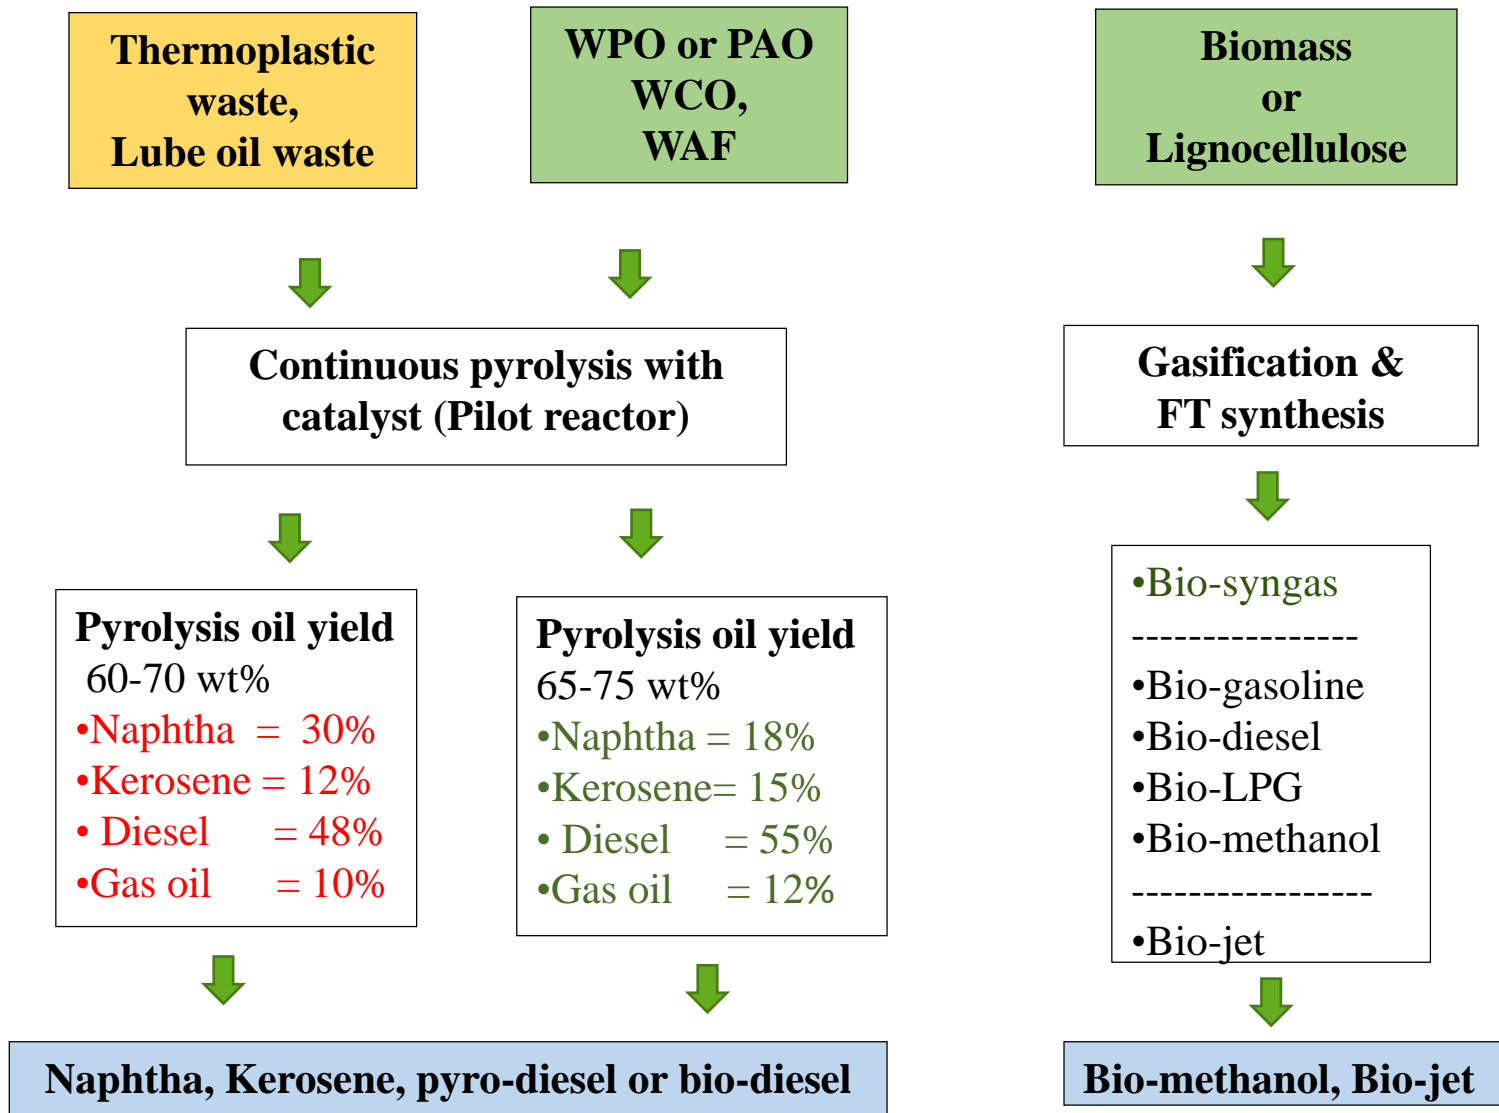 Thermoplastic
waste,
Lube oil waste
WPO or PAO
WCO,
WAF
Biomass
or
Lignocellulose
Continuous pyrolysis with
catalyst (Pilot reactor)
Gasification &
FT synthesis
Pyrolysis oil yield
60-70 wt%
•Naphtha = 30%
•Kerosene = 12%
• Diesel = 48%
•Gas oil = 10%
Pyrolysis oil yield
65-75 wt%
•Naphtha = 18%
•Kerosene= 15%
• Diesel = 55%
•Gas oil = 12%
•Bio-syngas
----------------
•Bio-gasoline
•Bio-diesel
•Bio-LPG
•Bio-methanol
-----------------
•Bio-jet
Naphtha, Kerosene, pyro-diesel or bio-diesel
Bio-methanol, Bio-jet